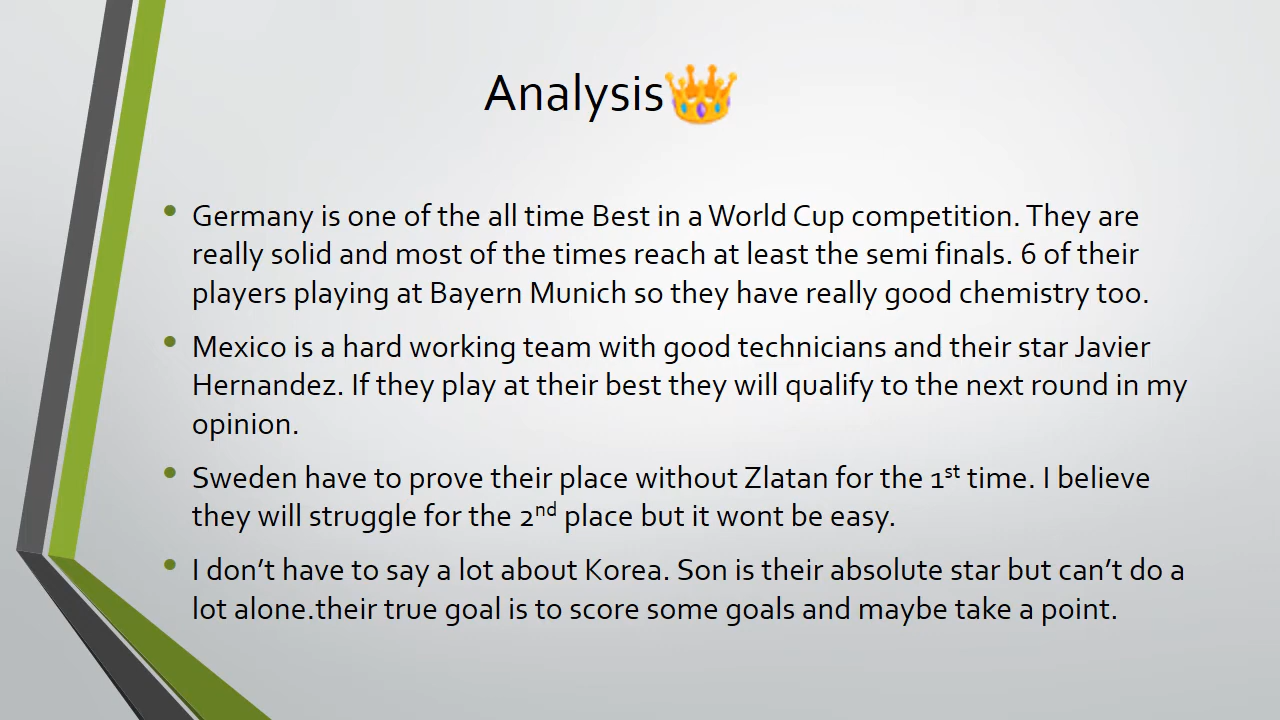 Analysis👑
Germany is one of the all time Best in a World Cup competition. They are
really solid and most of the times reach at least the semi finals. 6 of their
players playing at Bayern Munich so they have really good chemistry too.
Mexico is a hard working team with good technicians and their star Javier
Hernandez. If they play at their best they will qualify to the next round in my
opinion.
Sweden have to prove their place without Zlatan for the 1st time. I believe
they will struggle for the 2nd place but it wont be easy.
I don’t have to say a lot about Korea. Son is their absolute star but can’t do a
lot alone.their true goal is to score some goals and maybe take a point.